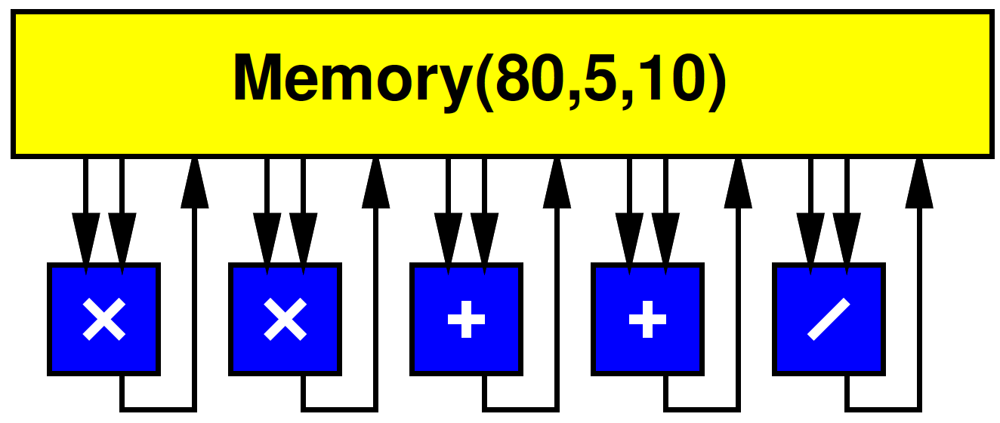 Memory(80,5,10)
× × + + /